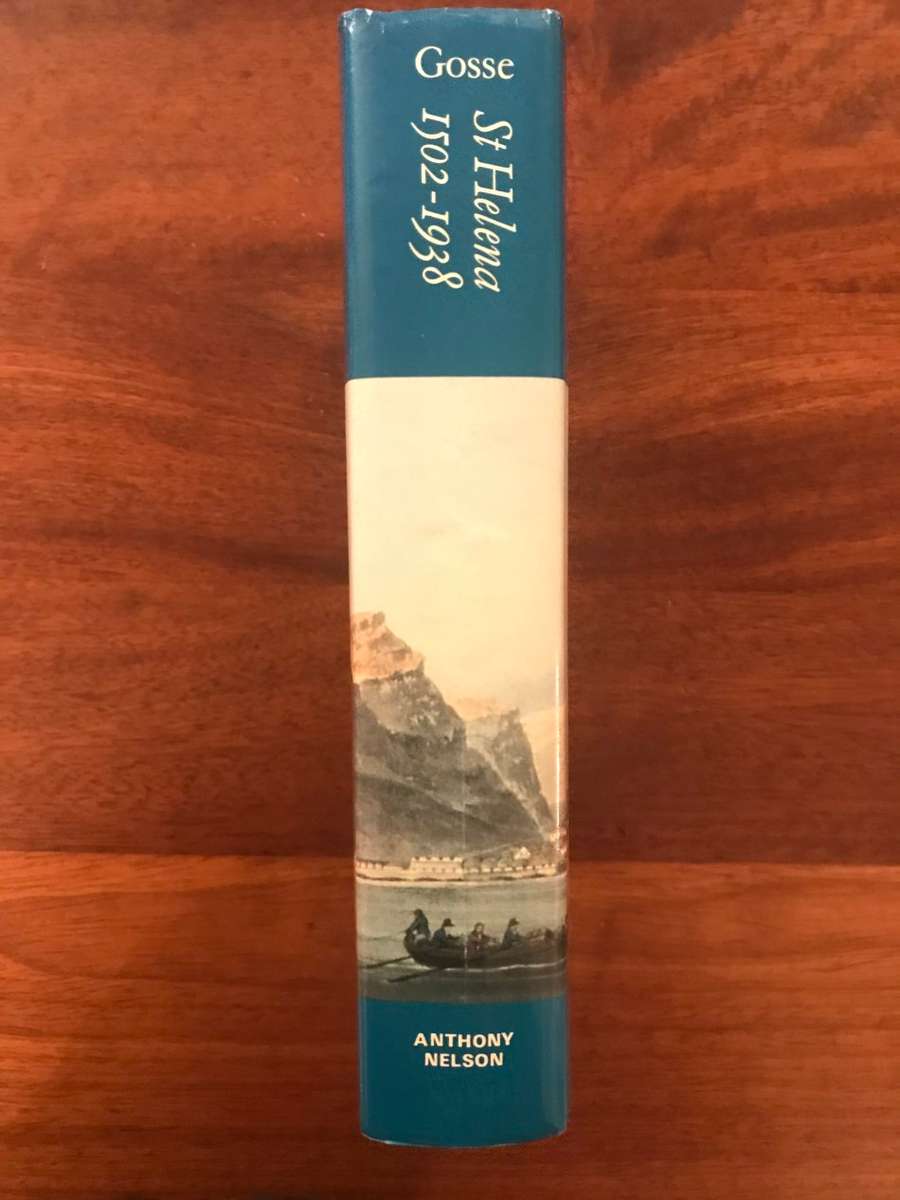 Gosse
St Helena
1502-1938
ANTHONY
NELSON